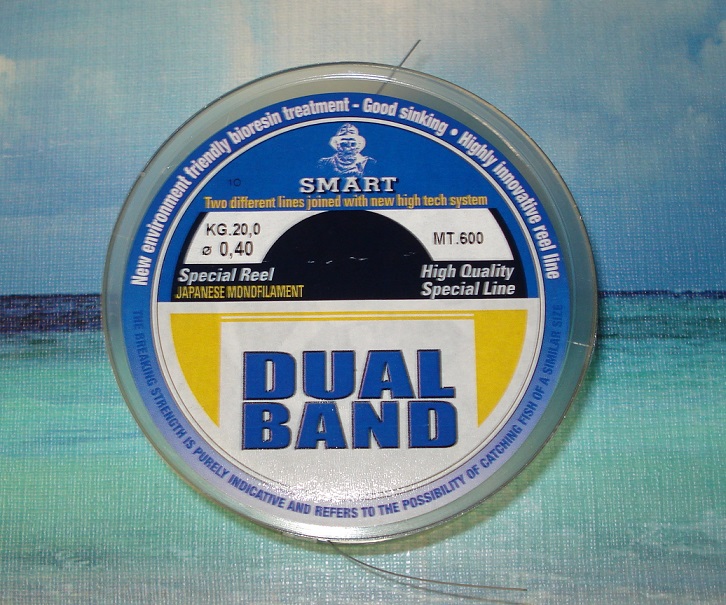 New environment friendly bioresin treatment - Good sinking • Highly innovative reel line
10
SMART
Two different lines joined with new high tech system
KG.20,0
ø 0,40
MT.600
Special Reel
JAPANESE MONOFILAMENT
High Quality
Special Line
DUAL
BAND
THE BREAKING STRENGTH IS PURELY INDICATIVE AND REFERS TO THE POSSIBILITY OF CATCHING FISH OF A SIMILAR SIZE